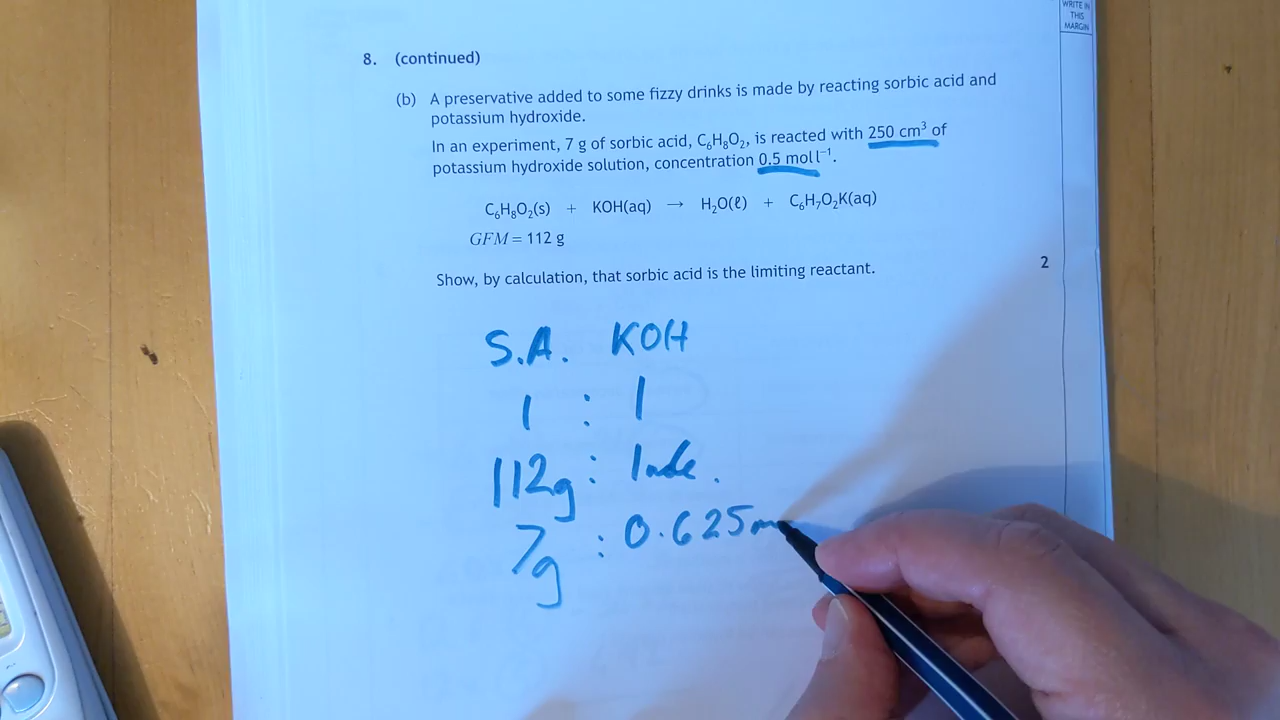 WRITE IN
THIS
MARGIN
8. (continued)
(b) A preservative added to some fizzy drinks is made by reacting sorbic acid and
potassium hydroxide.
In an experiment, 7 g of sorbic acid, C₆H₈O₂, is reacted with 250 cm³ of
potassium hydroxide solution, concentration 0.5 mol l⁻¹.
C₆H₈O₂(s) + KOH(aq) → H₂O(ℓ) + C₆H₇O₂K(aq)
GFM = 112 g
Show, by calculation, that sorbic acid is the limiting reactant.
2
S.A. KOH
1 : 1
112g :
7g : 0.625m